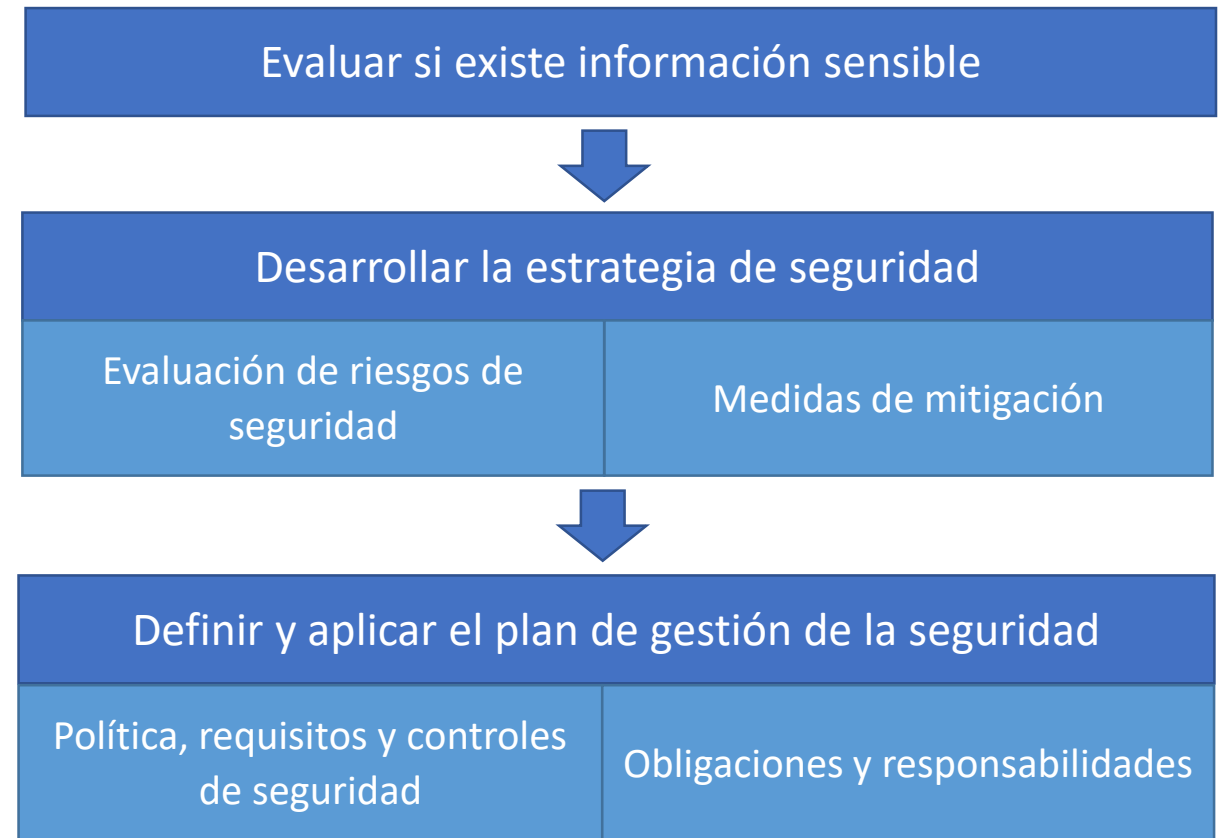 Evaluar si existe información sensible
Desarrollar la estrategia de seguridad
Evaluación de riesgos de
seguridad
Medidas de mitigación
Definir y aplicar el plan de gestión de la seguridad
Política, requisitos y controles
de seguridad
Obligaciones y responsabilidades